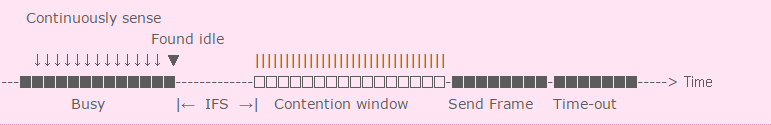 Continuously sense
Found idle
↓↓↓↓↓↓↓↓↓↓↓ ▼
-----> Time
Busy |← IFS →| Contention window Send Frame Time-out